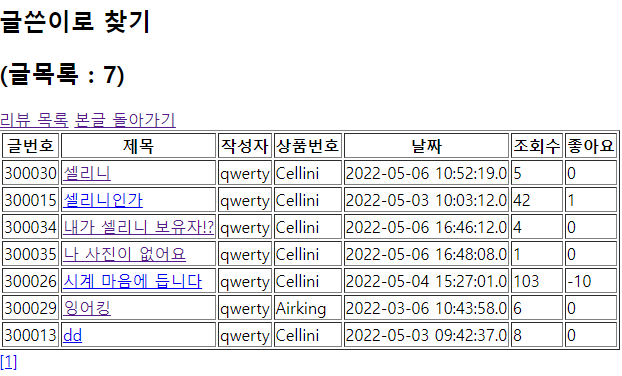 글쓴이로 찾기
(글목록 : 7)
리뷰 목록 본글 돌아가기
글번호 제목 작성자 상품번호 날짜 조회수 좋아요
300030 셀리니 qwerty Cellini 2022-05-06 10:52:19.0 5 0
300015 셀리니인가 qwerty Cellini 2022-05-03 10:03:12.0 42 1
300034 내가 셀리니 보유자!? qwerty Cellini 2022-05-06 16:46:12.0 4 0
300035 나 사진이 없어요 qwerty Cellini 2022-05-06 16:48:08.0 1 0
300026 시계 마음에 듭니다 qwerty Cellini 2022-05-04 15:27:01.0 103 -10
300029 잉어킹 qwerty Airking 2022-03-06 10:43:58.0 6 0
300013 dd qwerty Cellini 2022-05-03 09:42:37.0 8 0
[1]